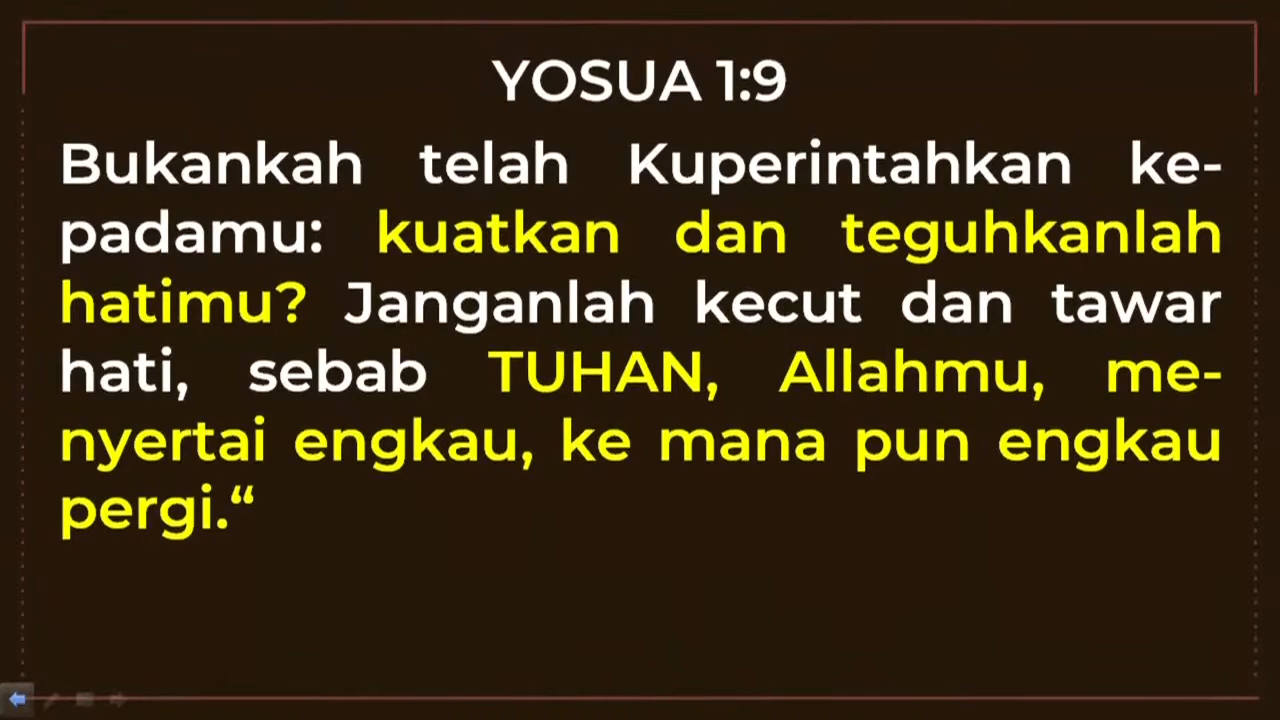 YOSUA 1:9
Bukankah telah Kuperintahkan ke-
padamu: kuatkan dan teguhkanlah
hatimu? Janganlah kecut dan tawar
hati, sebab TUHAN, Allahmu, me-
nyertai engkau, ke mana pun engkau
pergi.“